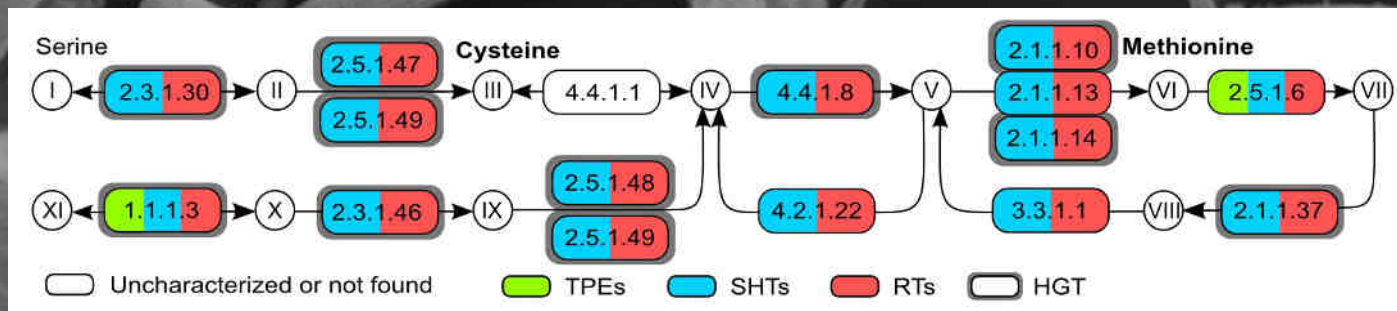 Serine
Cysteine
Methionine
2.5.1.47
2.1.1.10
I
2.3.1.30
II
III
4.4.1.1
IV
4.4.1.8
V
2.1.1.13
VI
2.5.1.6
VII
2.5.1.49
2.1.1.14
2.5.1.48
XI
1.1.1.3
X
2.3.1.46
IX
4.2.1.22
3.3.1.1
VIII
2.1.1.37
2.5.1.49
Uncharacterized or not found
TPEs
SHTs
RTs
HGT